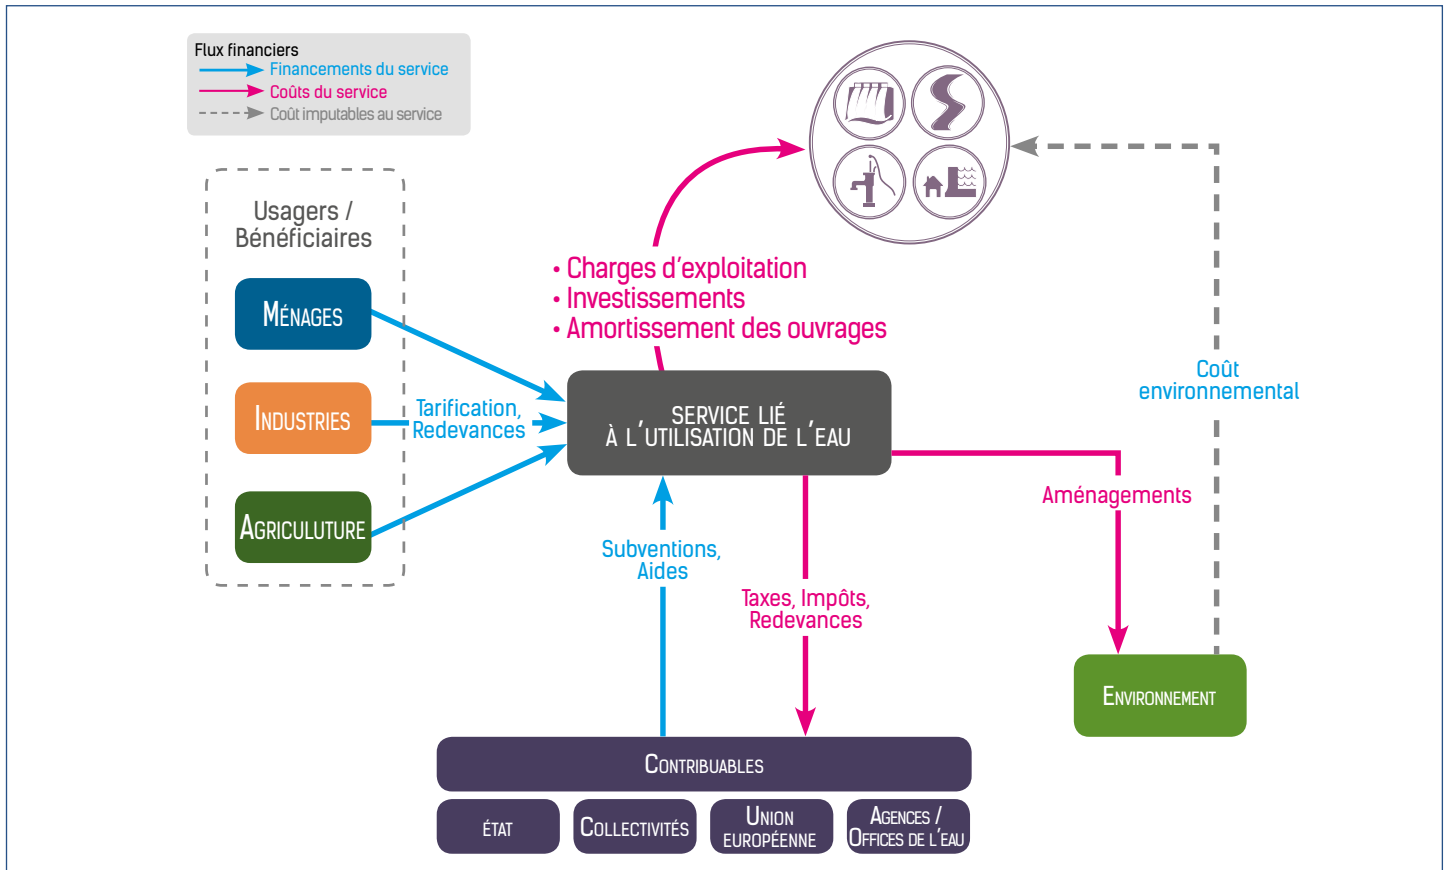 Flux financiers
Financements du service
Coûts du service
Coût imputables au service
Usagers /
Bénéficiaires
MÉNAGES
INDUSTRIES
AGRICULUTURE
Tarification,
Redevances
• Charges d'exploitation
• Investissements
• Amortissement des ouvrages
SERVICE LIÉ
À L'UTILISATION DE L'EAU
Coût
environnemental
Aménagements
Subventions,
Aides
Taxes, Impôts,
Redevances
ENVIRONNEMENT
CONTRIBUABLES
ÉTAT
COLLECTIVITÉS
UNION
EUROPÉENNE
AGENCES /
OFFICES DE L'EAU